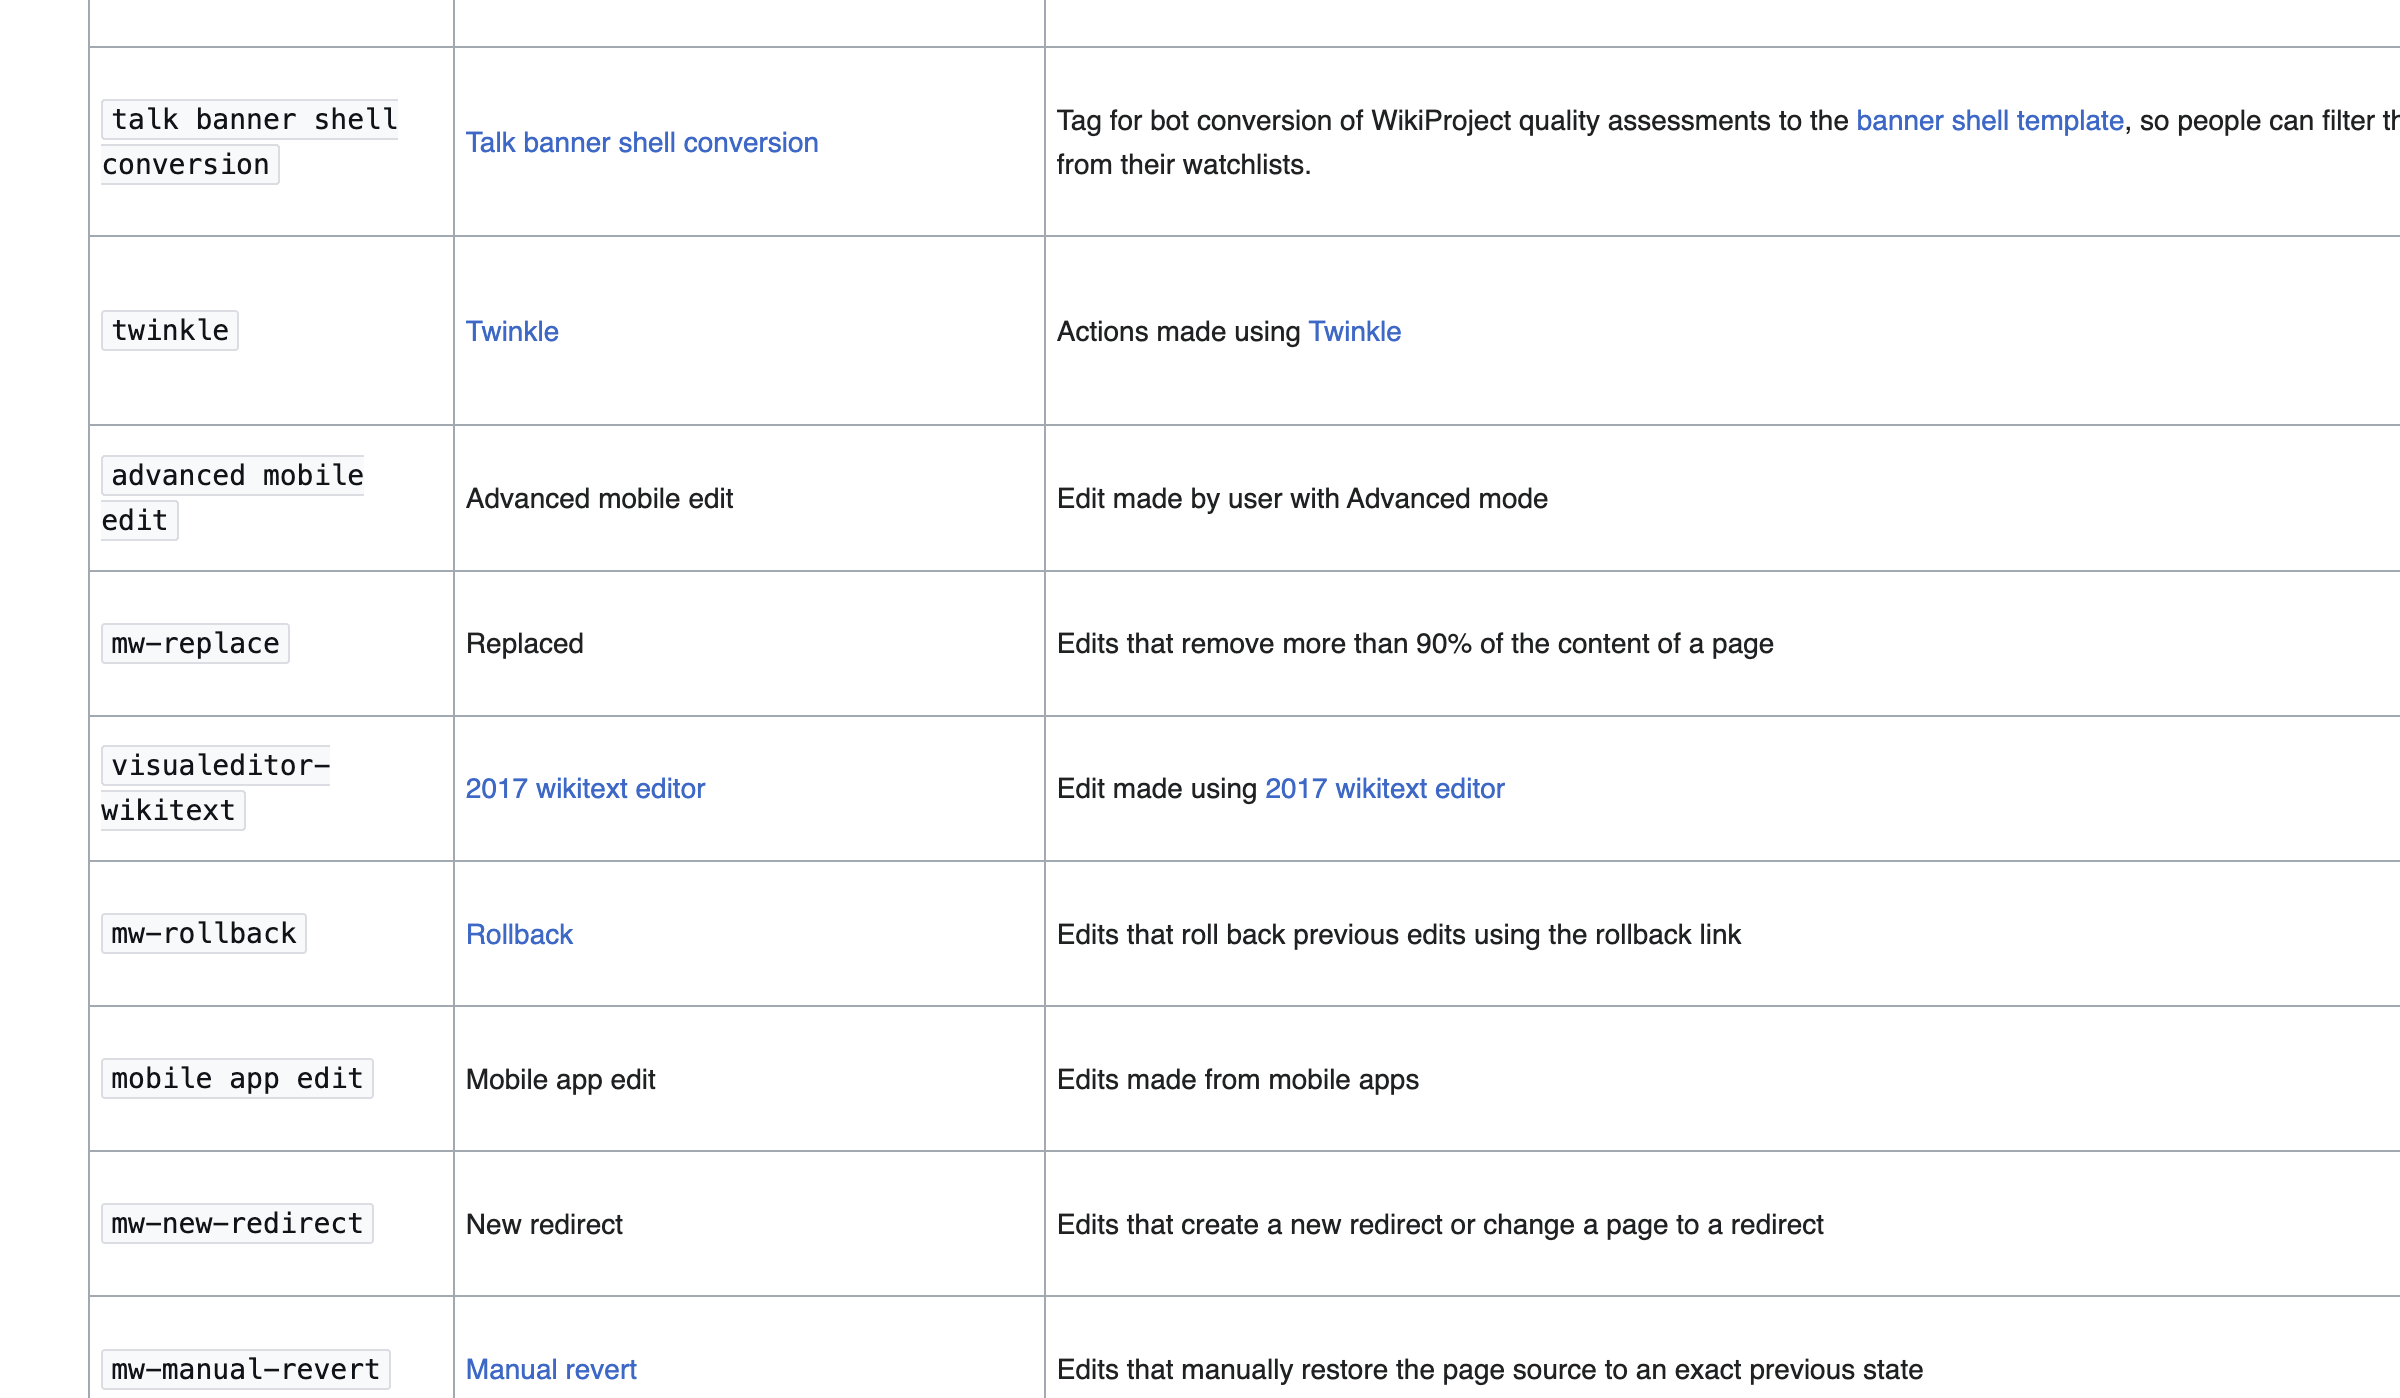 talk banner shell
conversion
Talk banner shell conversion
Tag for bot conversion of WikiProject quality assessments to the banner shell template, so people can filter
from their watchlists.
twinkle
Twinkle
Actions made using Twinkle
advanced mobile
edit
Advanced mobile edit
Edit made by user with Advanced mode
mw-replace
Replaced
Edits that remove more than 90% of the content of a page
visualeditor-
wikitext
2017 wikitext editor
Edit made using 2017 wikitext editor
mw-rollback
Rollback
Edits that roll back previous edits using the rollback link
mobile app edit
Mobile app edit
Edits made from mobile apps
mw-new-redirect
New redirect
Edits that create a new redirect or change a page to a redirect
mw-manual-revert
Manual revert
Edits that manually restore the page source to an exact previous state